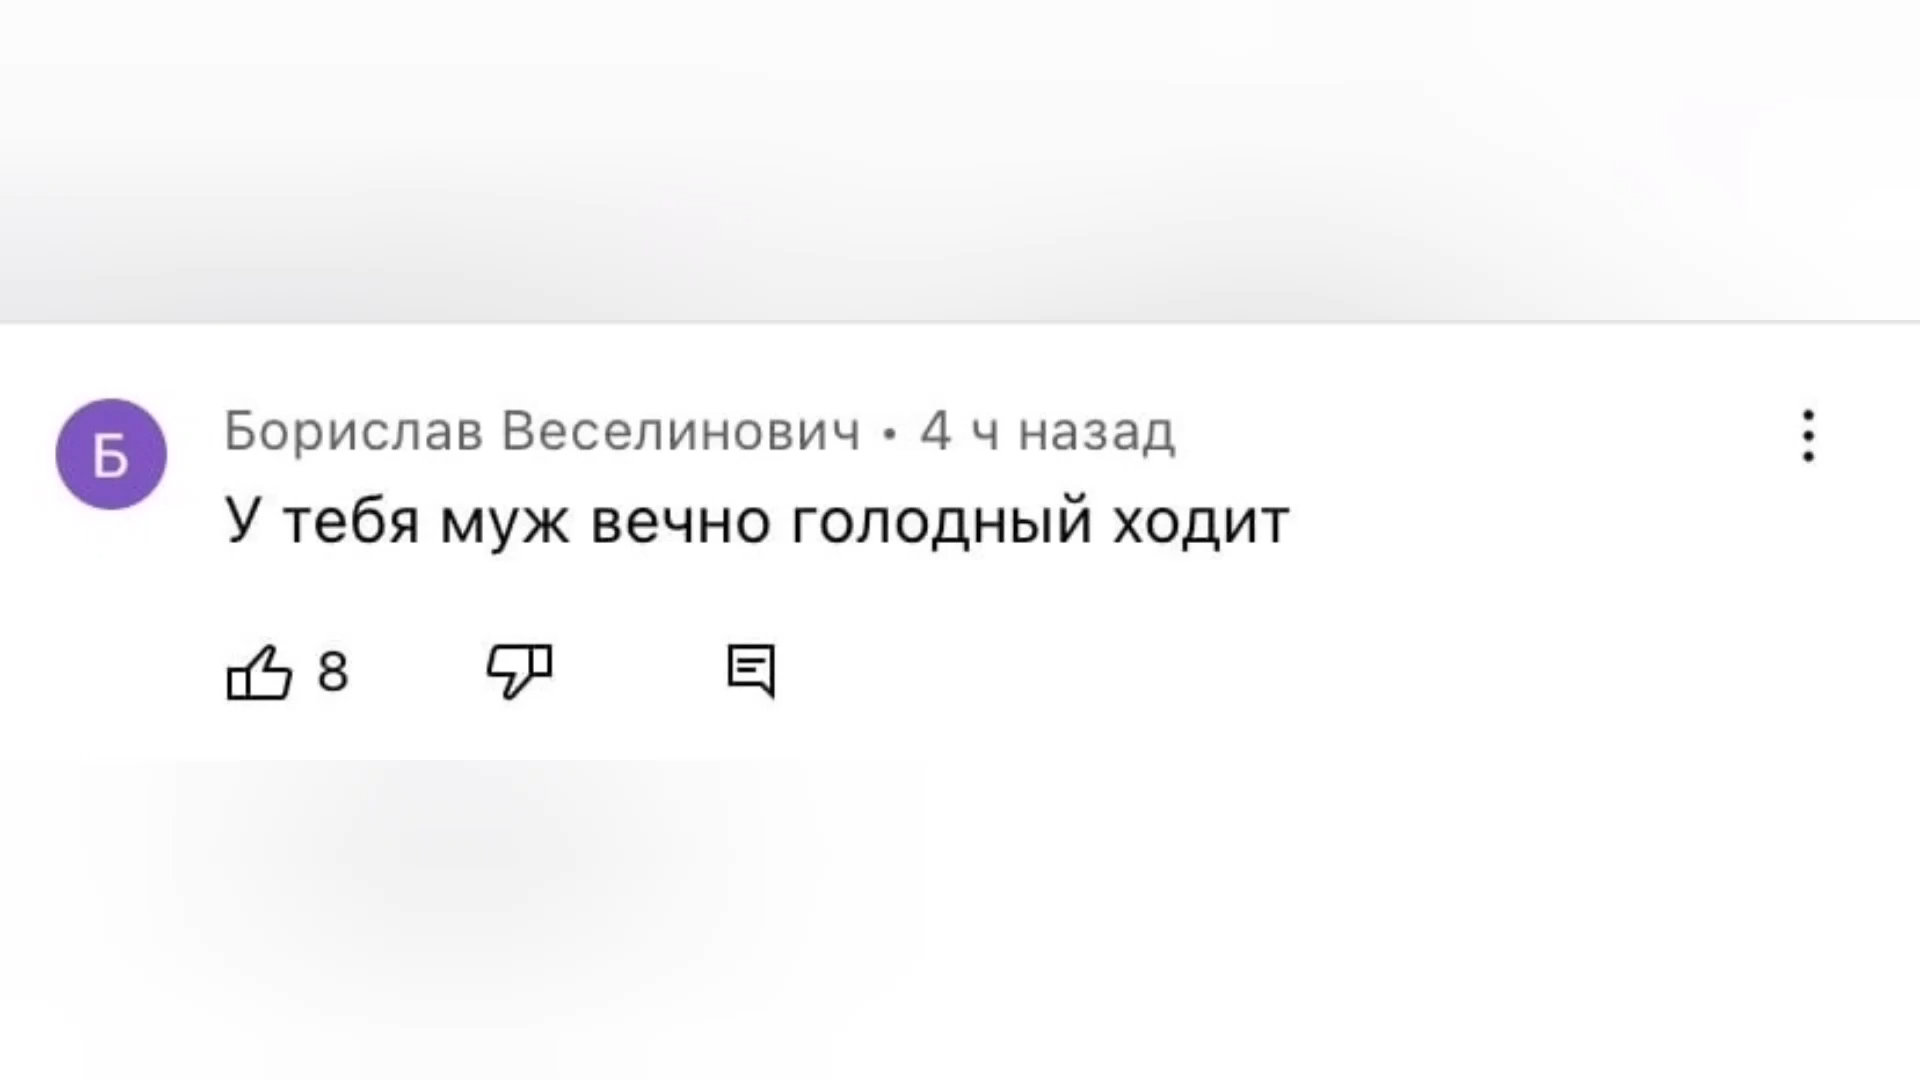 Б
Борислав Веселинович • 4 ч назад
У тебя муж вечно голодный ходит
8